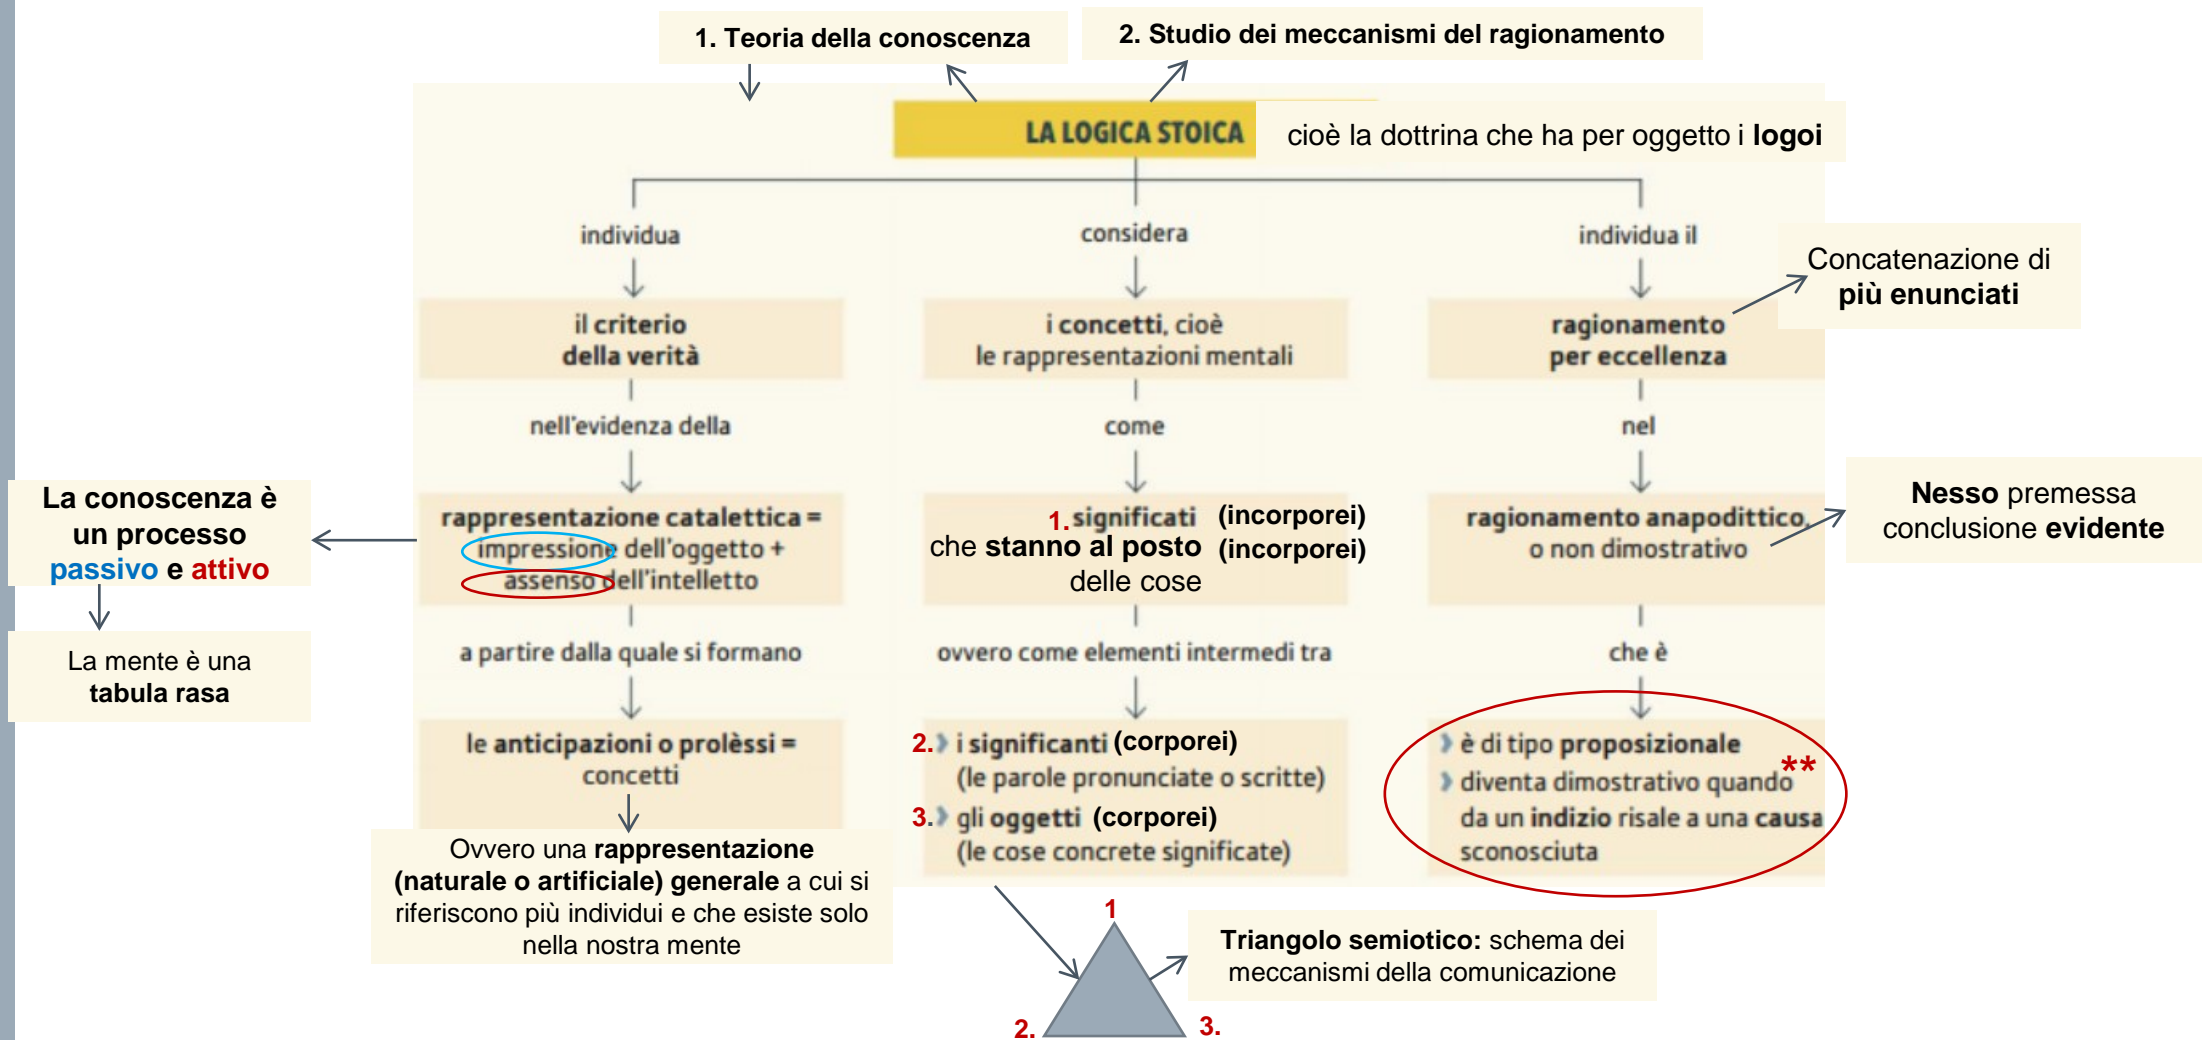 1. Teoria della conoscenza
2. Studio dei meccanismi del ragionamento
LA LOGICA STOICA
cioè la dottrina che ha per oggetto i logoi
individua
considera
individua il
Concatenazione di
più enunciati
il criterio
della verità
i concetti, cioè
le rappresentazioni mentali
ragionamento
per eccellenza
nell'evidenza della
come
nel
La conoscenza è
un processo
passivo e attivo
rappresentazione catalettica =
impressione dell'oggetto +
assenso dell'intelletto
1. significati (incorporei)
che stanno al posto (incorporei)
delle cose
ragionamento anapodittico,
o non dimostrativo
Nesso premessa
conclusione evidente
La mente è una
tabula rasa
a partire dalla quale si formano
ovvero come elementi intermedi tra
che è
le anticipazioni o prolèssi =
concetti
2. › i significanti (corporei)
(le parole pronunciate o scritte)
3. › gli oggetti (corporei)
(le cose concrete significate)
› è di tipo proposizionale
**
› diventa dimostrativo quando
da un indizio risale a una causa
sconosciuta
Ovvero una rappresentazione
(naturale o artificiale) generale a cui si
riferiscono più individui e che esiste solo
nella nostra mente
1
2.
3.
Triangolo semiotico: schema dei
meccanismi della comunicazione